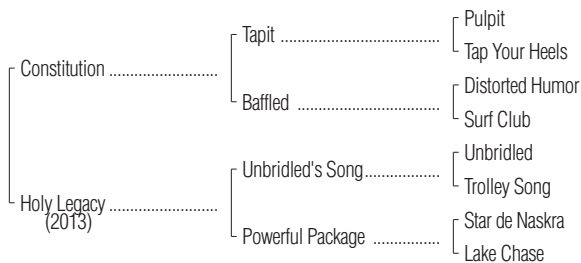 Pulpit
Tapit ........................................
Tap Your Heels
Constitution ...........................
Distorted Humor
Baffled ....................................
Surf Club
Unbridled
Unbridled's Song...................
Trolley Song
Holy Legacy ...........................
(2013)
Star de Naskra
Powerful Package .................
Lake Chase